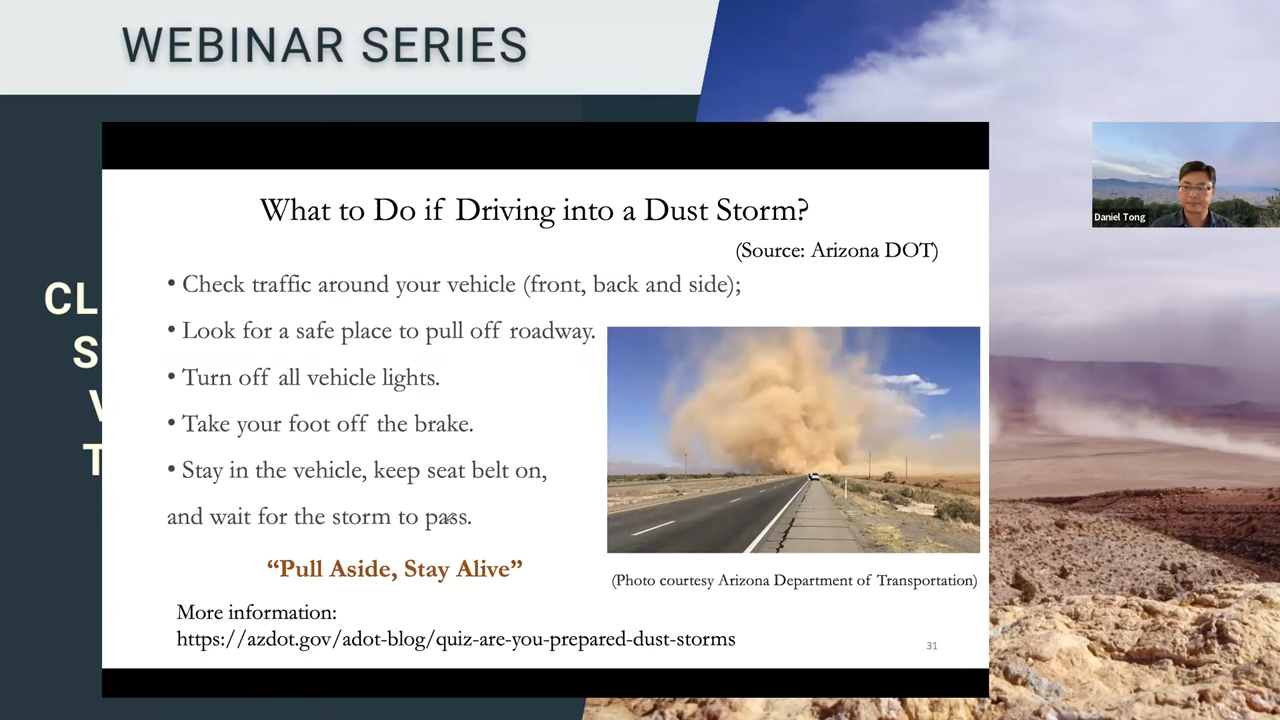 WEBINAR SERIES
CL
S
T
Daniel Tong
What to Do if Driving into a Dust Storm?
(Source: Arizona DOT)
• Check traffic around your vehicle (front, back and side);
• Look for a safe place to pull off roadway.
• Turn off all vehicle lights.
• Take your foot off the brake.
• Stay in the vehicle, keep seat belt on,
and wait for the storm to pass.
“Pull Aside, Stay Alive”
(Photo courtesy Arizona Department of Transportation)
More information:
https://azdot.gov/adot-blog/quiz-are-you-prepared-dust-storms
31